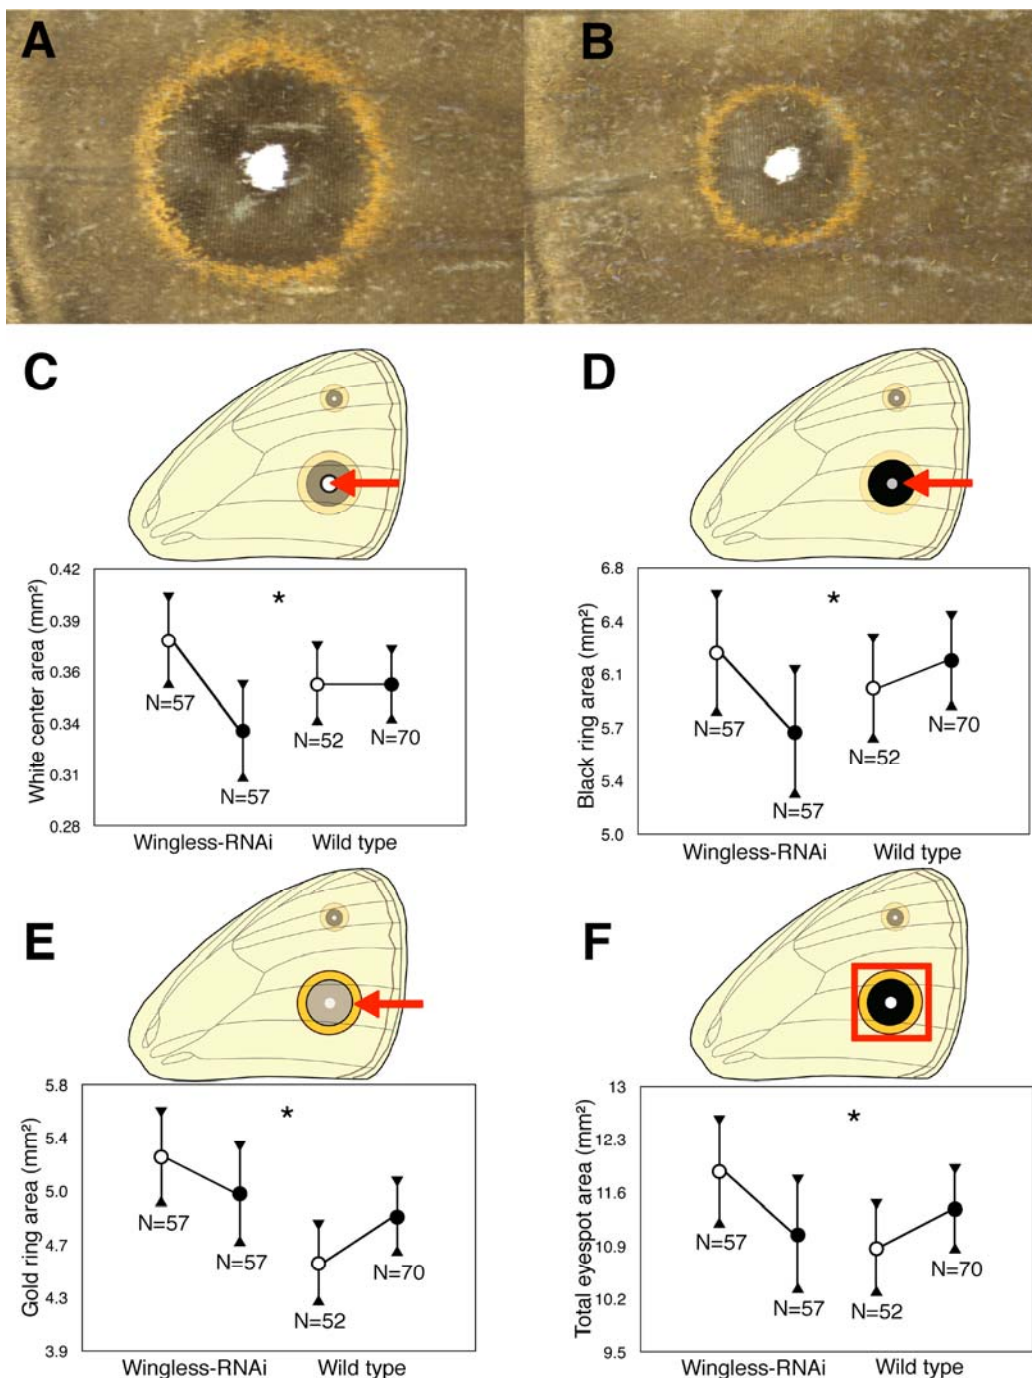 A
B
C
D
White center area (mm²)
0.42
0.39
0.36
0.34
0.31
0.28
*
N=57
N=57
N=52
N=70
Wingless-RNAi
Wild type
Black ring area (mm²)
6.8
6.4
6.1
5.7
5.4
5.0
*
N=57
N=57
N=52
N=70
Wingless-RNAi
Wild type
E
F
Gold ring area (mm²)
5.8
5.4
5.0
4.7
4.3
3.9
*
N=57
N=57
N=52
N=70
Wingless-RNAi
Wild type
Total eyespot area (mm²)
13
12.3
11.6
10.9
10.2
9.5
*
N=57
N=57
N=52
N=70
Wingless-RNAi
Wild type